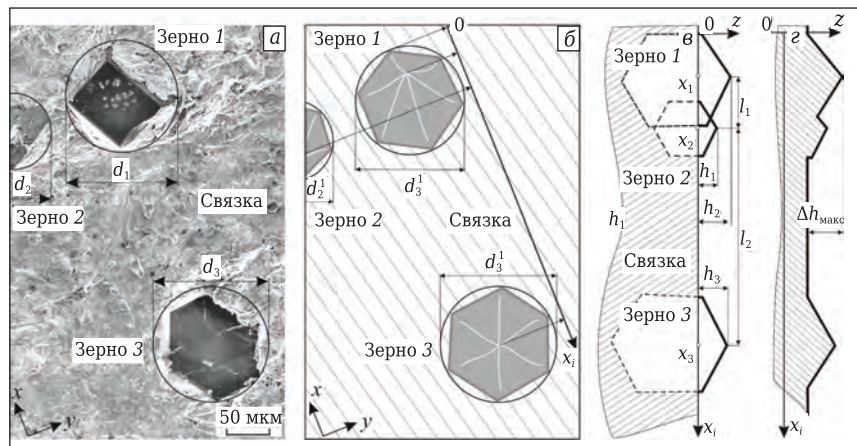 Зерно 1
а
d₂
d₁
Зерно 2
Связка
d₃
Зерно 3
x
y
50 мкм
Зерно 1
0
б
d₂¹
d₃¹
Зерно 2
Связка
d₃¹
Зерно 3
xᵢ
x
y
0
z
в
Зерно 1
x₁
l₁
x₂
h₁
Зерно 2
h₁
h₂
l₂
Связка
h₃
Зерно 3
x₃
xᵢ
0
z
г
Δhмакс
xᵢ